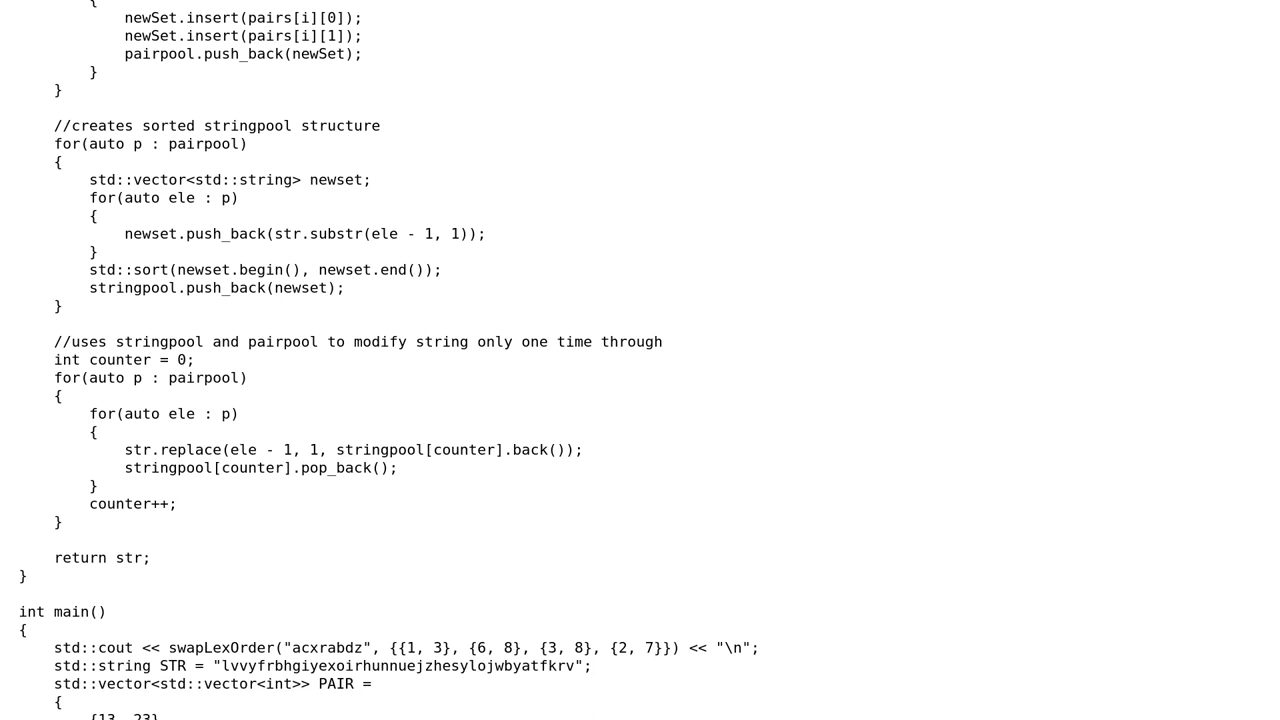 {
newSet.insert(pairs[i][0]);
newSet.insert(pairs[i][1]);
pairpool.push_back(newSet);
}
}
//creates sorted stringpool structure
for(auto p : pairpool)
{
std::vector<std::string> newset;
for(auto ele : p)
{
newset.push_back(str.substr(ele - 1, 1));
}
std::sort(newset.begin(), newset.end());
stringpool.push_back(newset);
}
//uses stringpool and pairpool to modify string only one time through
int counter = 0;
for(auto p : pairpool)
{
for(auto ele : p)
{
str.replace(ele - 1, 1, stringpool[counter].back());
stringpool[counter].pop_back();
}
counter++;
}
return str;
}
int main()
{
std::cout << swapLexOrder("acxrabdz", {{1, 3}, {6, 8}, {3, 8}, {2, 7}}) << "\n";
std::string STR = "lvvyfrbhgiyexoirhunnuejzhesylojwbyatfkrv";
std::vector<std::vector<int>> PAIR =
{
{13, 23},